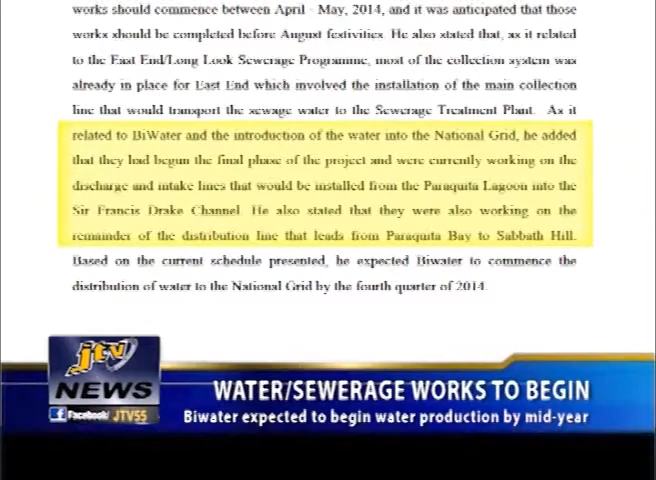 works should commence between April - May, 2014, and it was anticipated that those
works should be completed before August festivities. He also stated that, as it related
to the East End/Long Look Sewerage Programme, most of the collection system was
already in place for East End which involved the installation of the main collection
line that would transport the sewage water to the Sewerage Treatment Plant. As it
related to BiWater and the introduction of the water into the National Grid, he added
that they had begun the final phase of the project and were currently working on the
discharge and intake lines that would be installed from the Paraquita Lagoon into the
Sir Francis Drake Channel. He also stated that they were also working on the
remainder of the distribution line that leads from Paraquita Bay to Sabbath Hill.
Based on the current schedule presented, he expected Biwater to commence the
distribution of water to the National Grid by the fourth quarter of 2014.
jtv
NEWS
Facebook/ JTV55
WATER/SEWERAGE WORKS TO BEGIN
Biwater expected to begin water production by mid-year